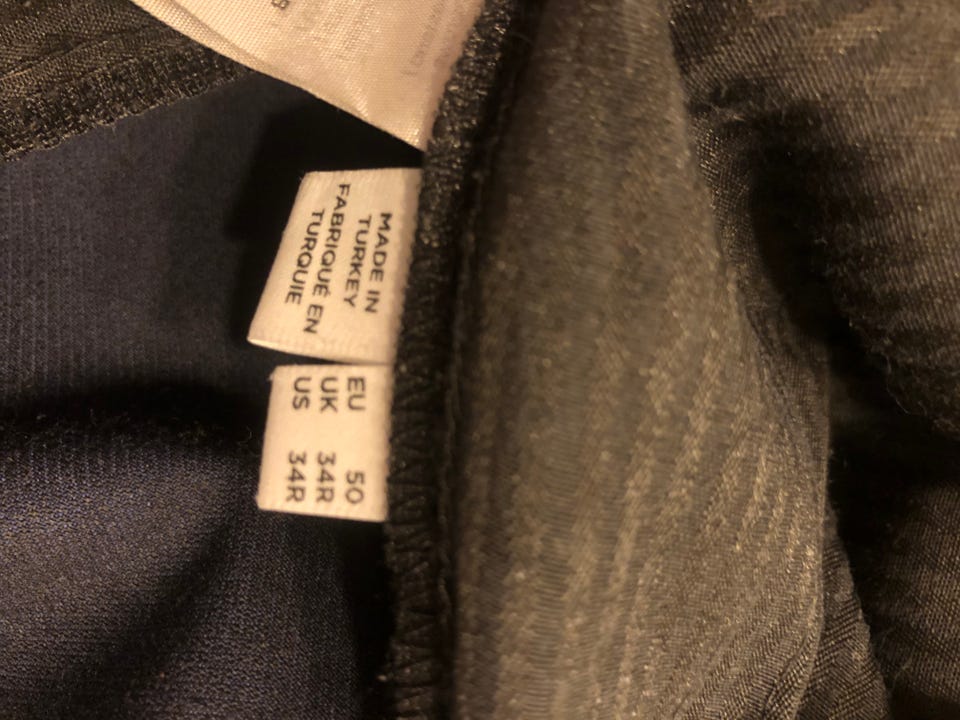 MADE IN
TURKEY
FABRIQUÉ EN
TURQUIE
EU 50
UK 34R
US 34R